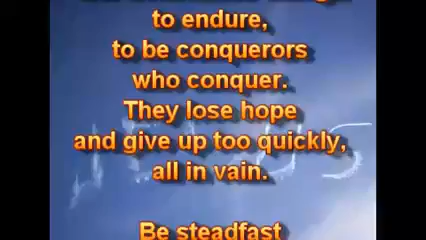 to endure,
to be conquerors
who conquer.
They lose hope
and give up too quickly,
all in vain.
Be steadfast